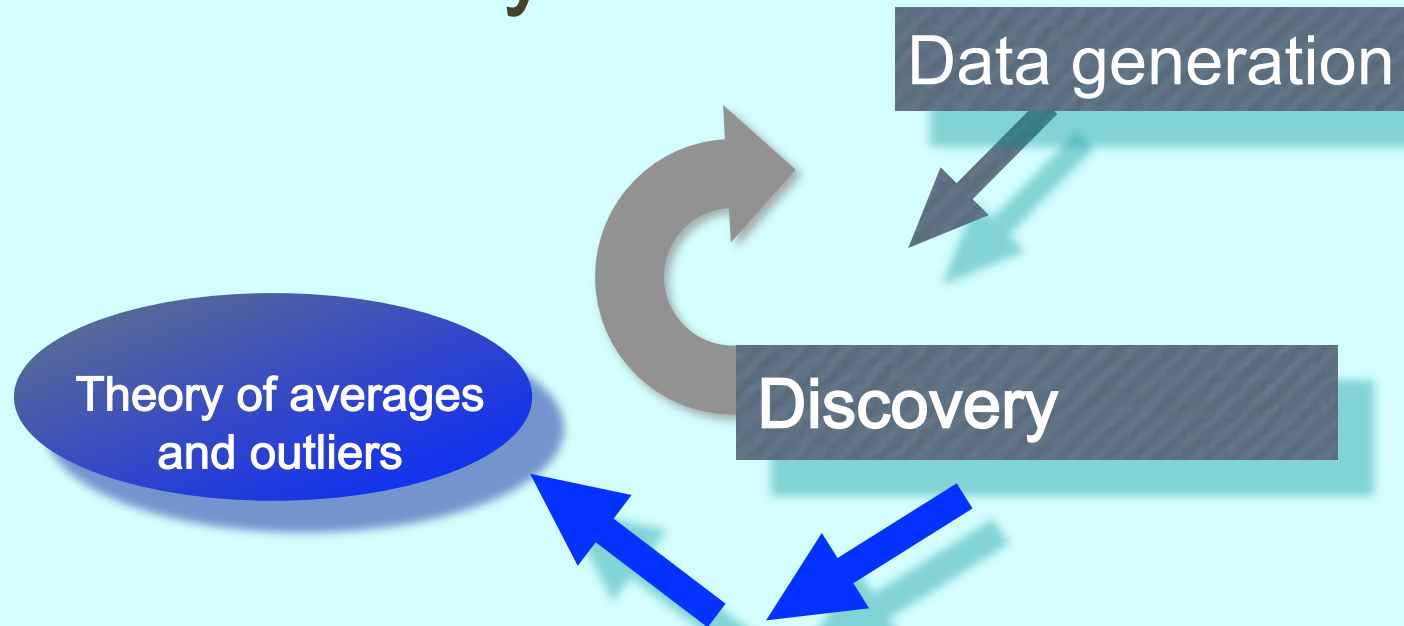 Data generation
Theory of averages
and outliers
Discovery